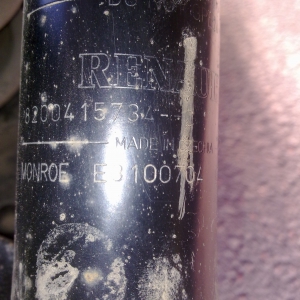 RENAULT
8200415734--
MADE IN
MONROE E3100704